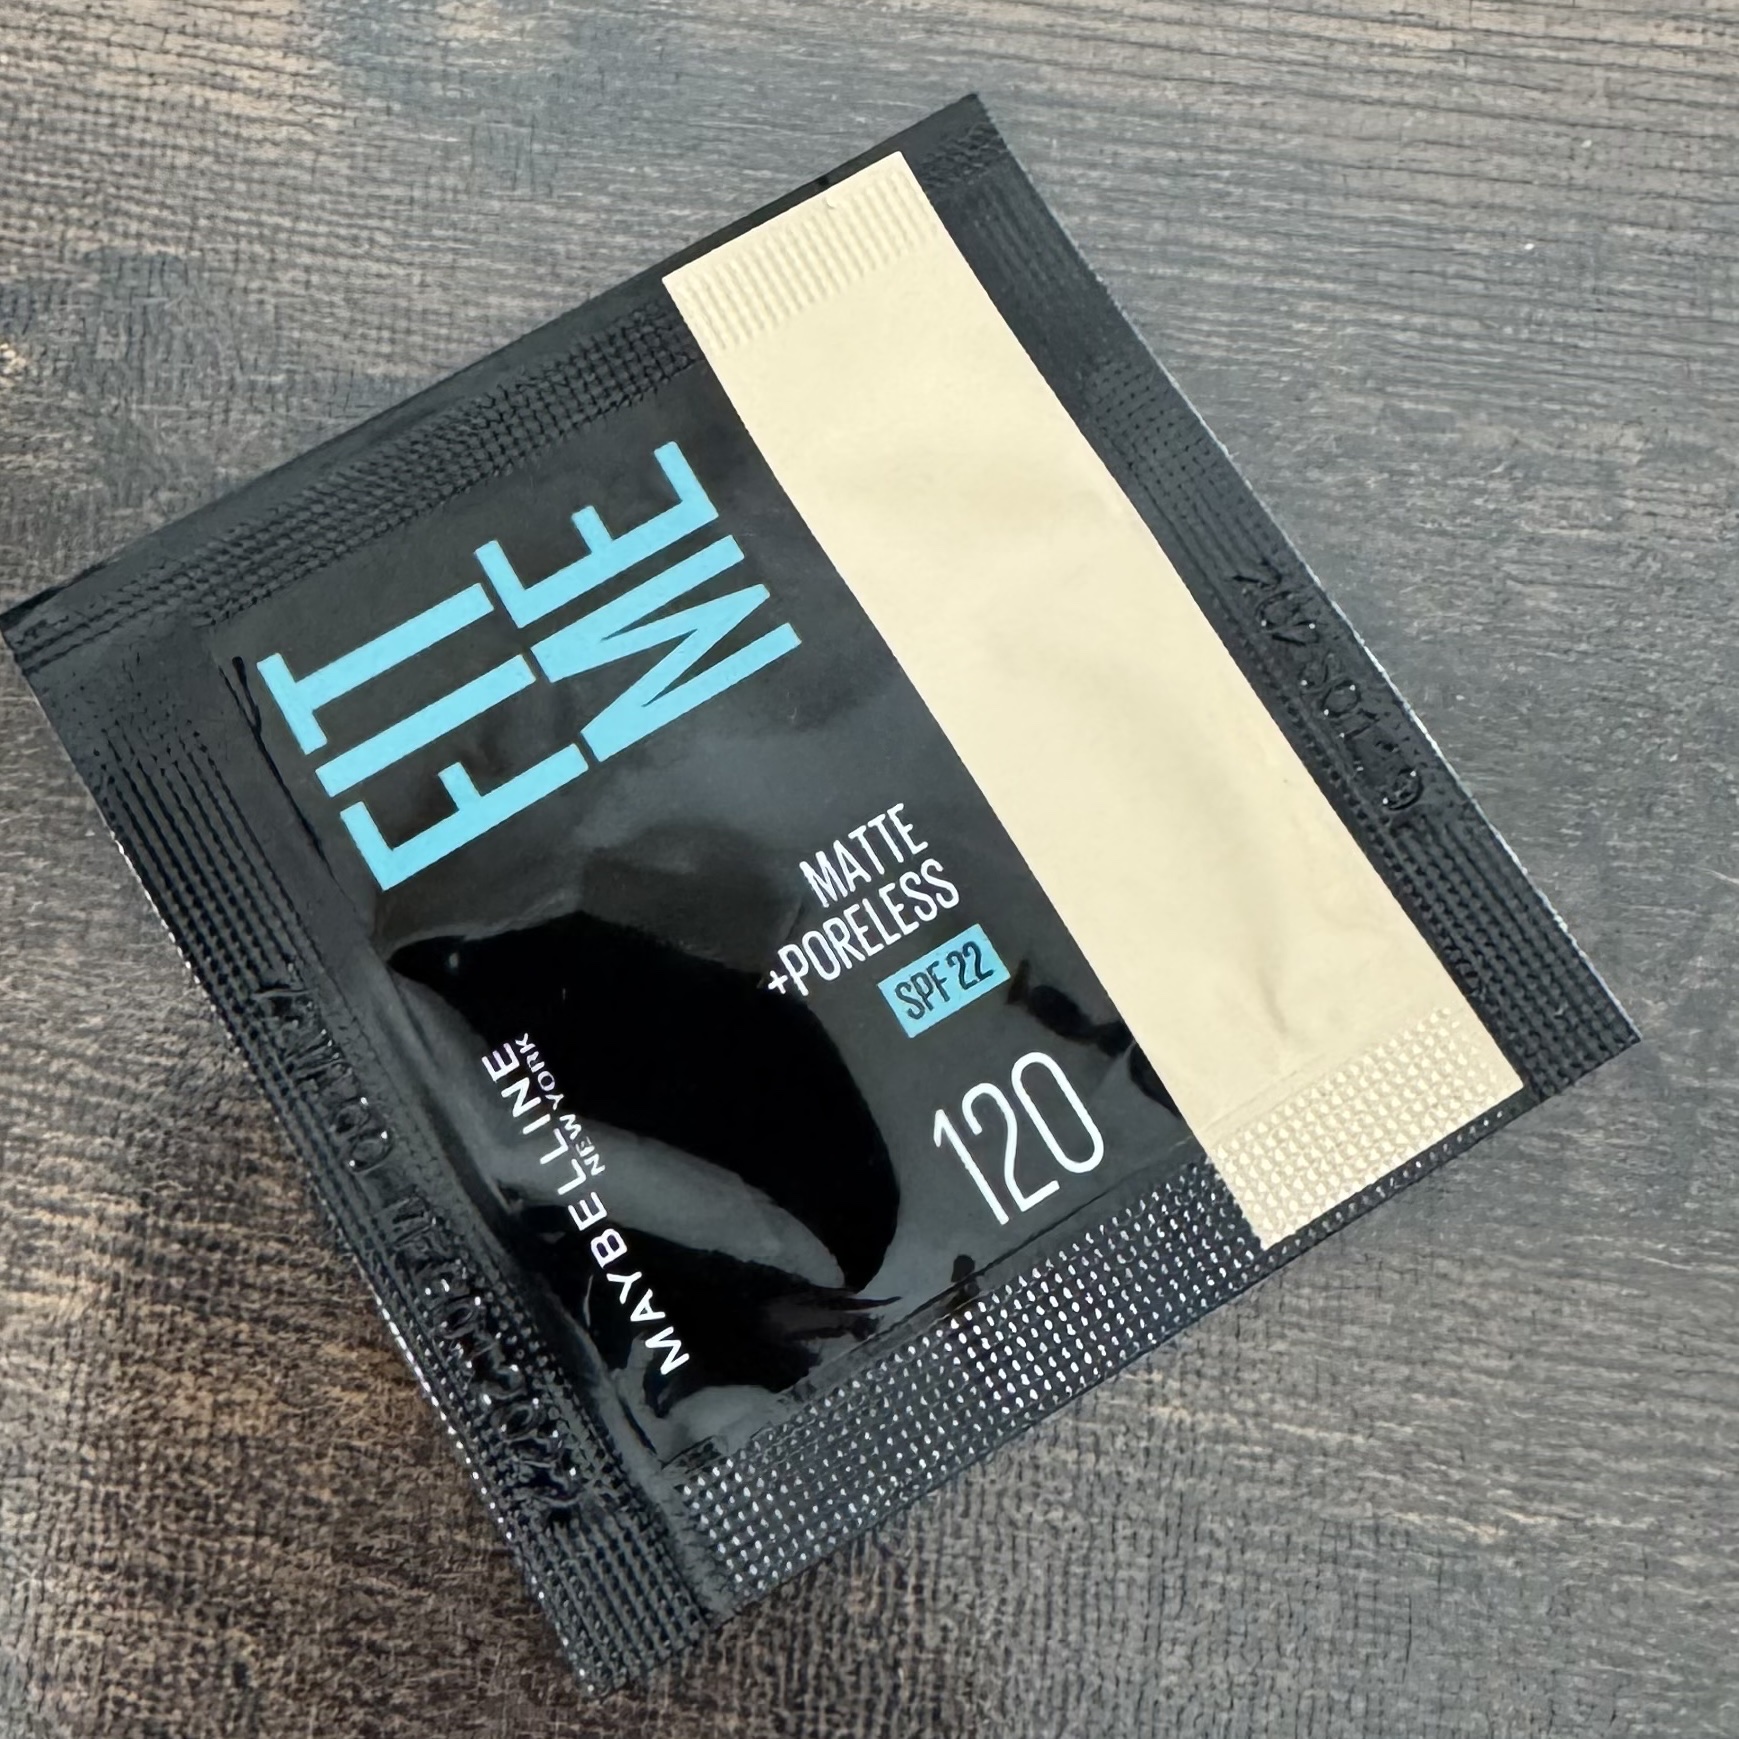 FIT
ME
MATTE
+PORELESS
SPF 22
120
MAYBELLINE
NEW YORK